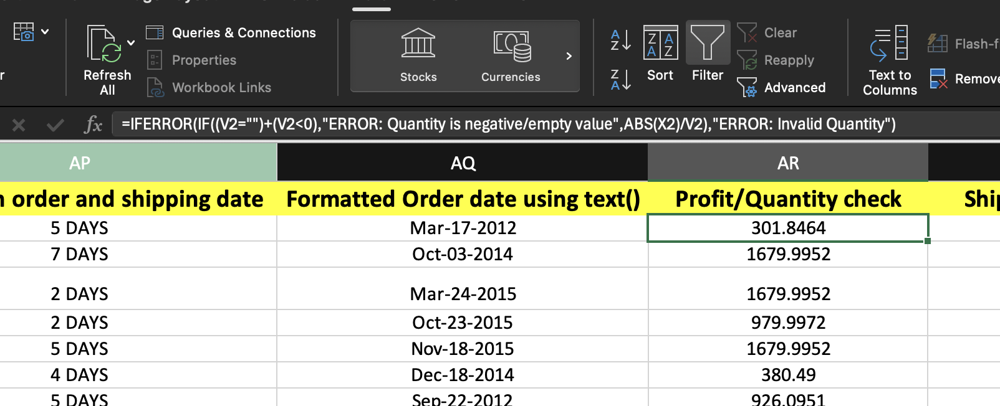 Queries & Connections
Properties
Workbook Links
Refresh
All
Stocks
Currencies
Sort
Filter
Clear
Reapply
Advanced
Text to
Columns
Flash-f
Remove
fx =IFERROR(IF((V2="")+(V2<0),"ERROR: Quantity is negative/empty value",ABS(X2)/V2),"ERROR: Invalid Quantity")
AP AQ AR
order and shipping date Formatted Order date using text() Profit/Quantity check Ship
5 DAYS Mar-17-2012 301.8464
7 DAYS Oct-03-2014 1679.9952
2 DAYS Mar-24-2015 1679.9952
2 DAYS Oct-23-2015 979.9972
5 DAYS Nov-18-2015 1679.9952
4 DAYS Dec-18-2014 380.49
5 DAYS Sep-22-2012 926.0951